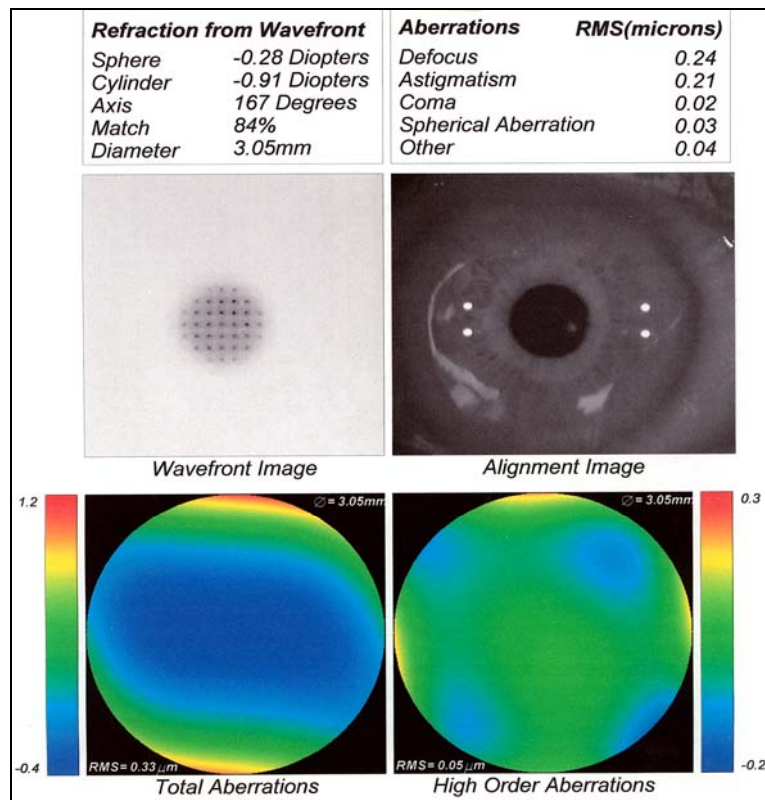 Refraction from Wavefront
Sphere -0.28 Diopters
Cylinder -0.91 Diopters
Axis 167 Degrees
Match 84%
Diameter 3.05mm
Aberrations RMS(microns)
Defocus 0.24
Astigmatism 0.21
Coma 0.02
Spherical Aberration 0.03
Other 0.04
Wavefront Image
Alignment Image
1.2
∅= 3.05mm
-0.4
RMS= 0.33 μm
Total Aberrations
∅= 3.05mm
0.3
RMS= 0.05 μm
-0.2
High Order Aberrations